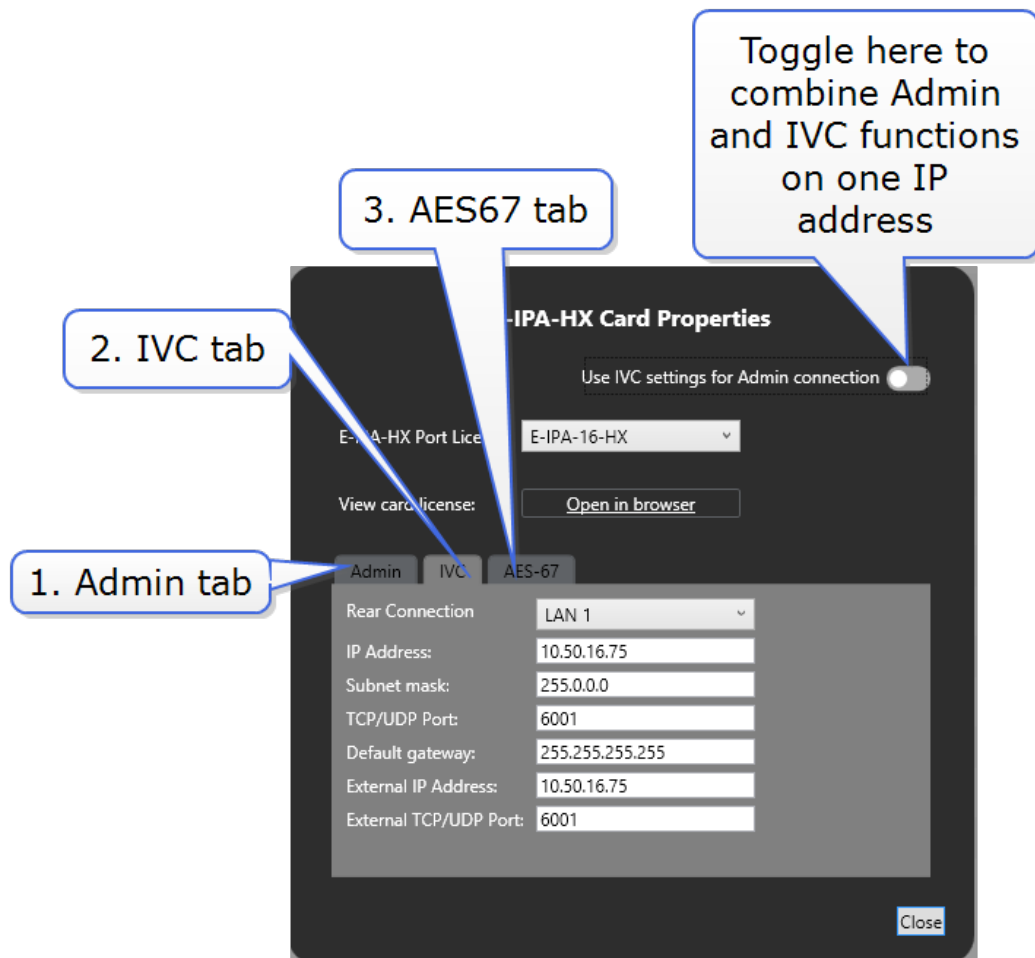 Toggle here to
combine Admin
and IVC functions
on one IP
address
3. AES67 tab
2. IVC tab
-IPA-HX Card Properties
Use IVC settings for Admin connection
E-IPA-HX Port Lice
E-IPA-16-HX
View card license:
Open in browser
1. Admin tab
Admin
IVC
AES-67
Rear Connection
LAN 1
IP Address:
10.50.16.75
Subnet mask:
255.0.0.0
TCP/UDP Port:
6001
Default gateway:
255.255.255.255
External IP Address:
10.50.16.75
External TCP/UDP Port:
6001
Close